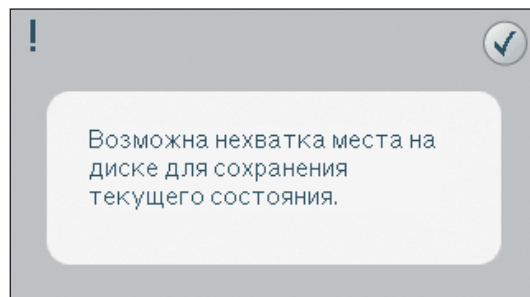 !
Возможна нехватка места на
диске для сохранения
текущего состояния.